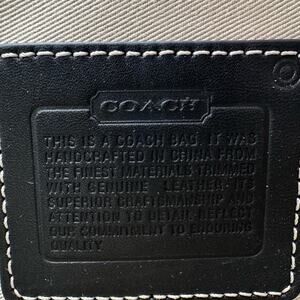 COACH
THIS IS A COACH BAG. IT WAS
HANDCRAFTED IN CHINA FROM
THE FINEST MATERIALS TRIMMED
WITH GENUINE LEATHER. ITS
SUPERIOR CRAFTSMANSHIP AND
ATTENTION TO DETAIL REFLECT
OUR COMMITMENT TO ENDURING
QUALITY.